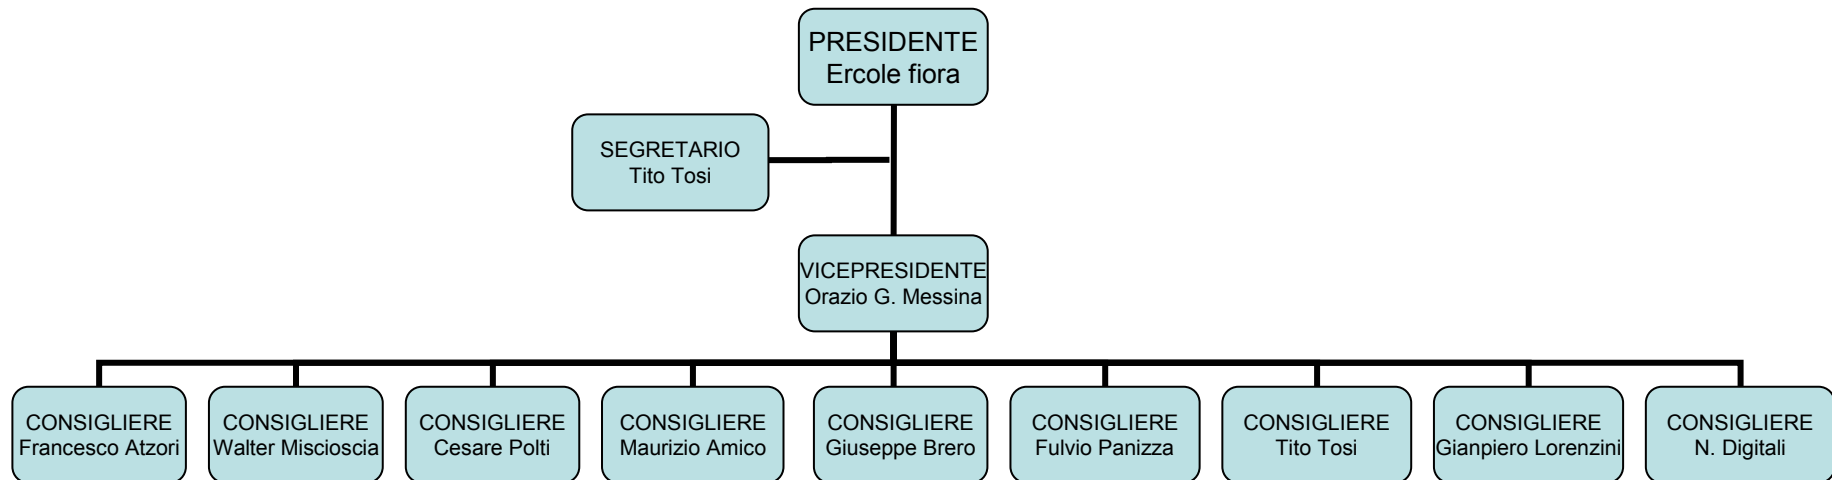 PRESIDENTE
Ercole fiora
SEGRETARIO
Tito Tosi
VICEPRESIDENTE
Orazio G. Messina
CONSIGLIERE
Francesco Atzori
CONSIGLIERE
Walter Miscioscia
CONSIGLIERE
Cesare Polti
CONSIGLIERE
Maurizio Amico
CONSIGLIERE
Giuseppe Brero
CONSIGLIERE
Fulvio Panizza
CONSIGLIERE
Tito Tosi
CONSIGLIERE
Gianpiero Lorenzini
CONSIGLIERE
N. Digitali